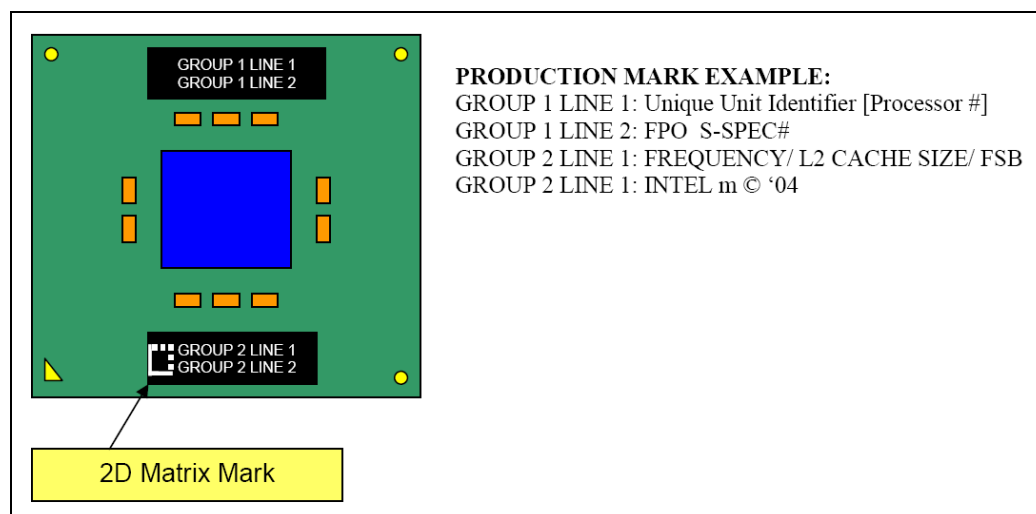 GROUP 1 LINE 1
GROUP 1 LINE 2
PRODUCTION MARK EXAMPLE:
GROUP 1 LINE 1: Unique Unit Identifier [Processor #]
GROUP 1 LINE 2: FPO S-SPEC#
GROUP 2 LINE 1: FREQUENCY/ L2 CACHE SIZE/ FSB
GROUP 2 LINE 1: INTEL m © ‘04
GROUP 2 LINE 1
GROUP 2 LINE 2
2D Matrix Mark